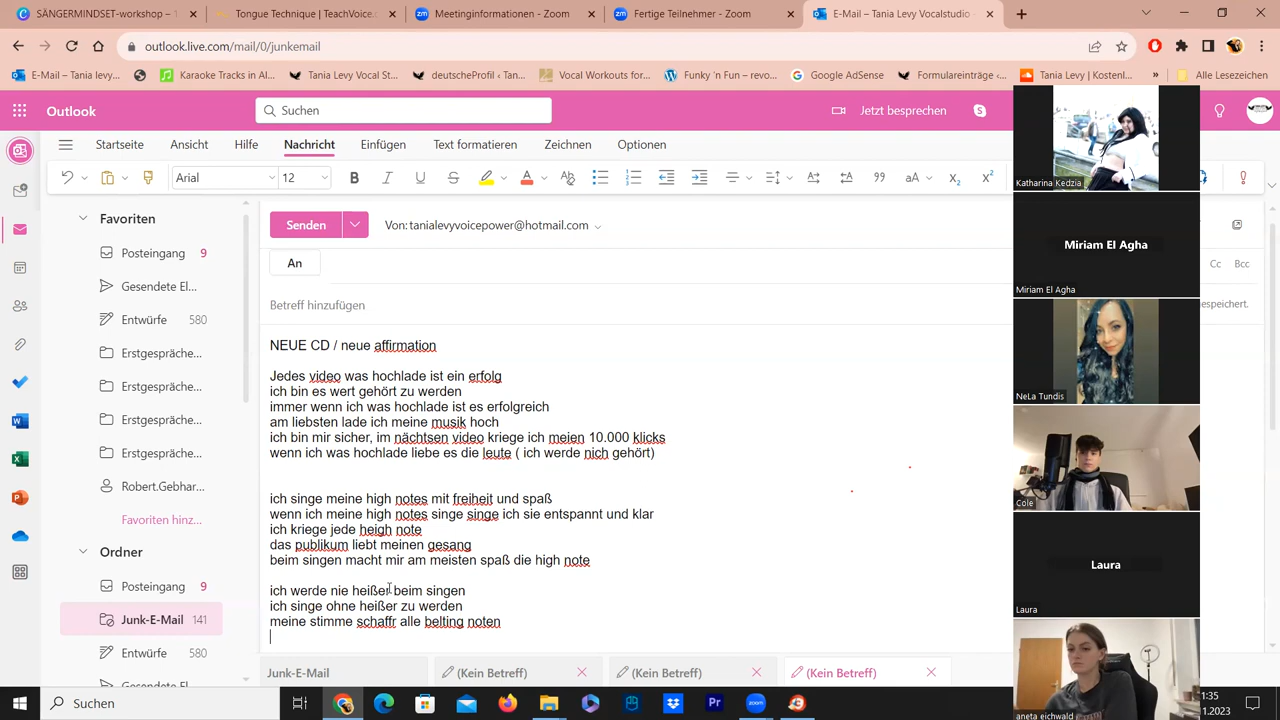 SÄNGERMINDSET - 1920 ×
Tongue Technique | TeachVoice. ×
Meetinginformationen - Zoom ×
Fertige Teilnehmer - Zoom ×
E-Mail – Tania Levy Vocalstudio - ×
outlook.live.com/mail/0/junkemail
E-Mail – Tania levy...
Karaoke Tracks in Al...
Tania Levy Vocal St...
deutscheFlyer < Tan...
Vocal Workouts for...
Funky 'n Fun – revo...
Google AdSense
Formulareinträge < ...
Tania Levy | Kostenl...
»
Alle Lesezeichen
Outlook
Suchen
Jetzt besprechen
Startseite Ansicht Hilfe Nachricht Einfügen Text formatieren Zeichnen Optionen
Arial 12
Favoriten
Posteingang 9
Gesendete El...
Entwürfe 580
Erstgespräche...
Erstgespräche...
Erstgespräche...
Erstgespräche...
Robert.Gebhar...
Favoriten hinz...
Ordner
Posteingang 9
Junk-E-Mail 141
Entwürfe 580
Gesendete El...
Senden
Von: tanialevyvoicepower@hotmail.com
An
Cc Bcc
Betreff hinzufügen
espeichert.
NEUE CD / neue affirmation
Jedes video was hochlade ist ein erfolg
ich bin es wert gehört zu werden
immer wenn ich was hochlade ist es erfolgreich
am liebsten lade ich meine musik hoch
ich bin mir sicher, im nächtsen video kriege ich meien 10.000 klicks
wenn ich was hochlade liebe es die leute ( ich werde nich gehört)
ich singe meine high notes mit freiheit und spaß
wenn ich meine high notes singe singe ich sie entspannt und klar
ich kriege jede heigh note
das publikum liebt meinen gesang
beim singen macht mir am meisten spaß die high note
ich werde nie heißer beim singen
ich singe ohne heißer zu werden
meine stimme schaffr alle belting noten
Junk-E-Mail
(Kein Betreff) ×
(Kein Betreff) ×
(Kein Betreff) ×
Katharina Kedzia
Miriam El Agha
Miriam El Agha
NeLa Tundis
Cole
Laura
Laura
aneta eichwald
Suchen
1:35
1.2023